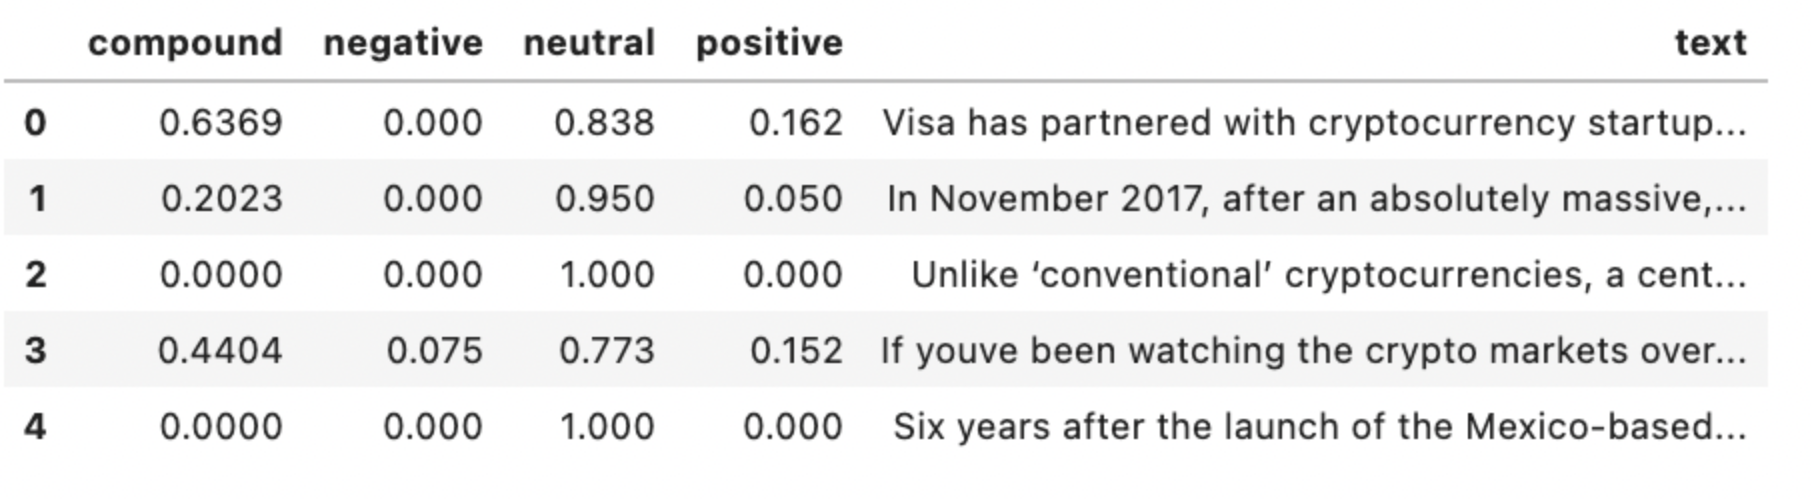 compound negative neutral positive text
0 0.6369 0.000 0.838 0.162 Visa has partnered with cryptocurrency startup...
1 0.2023 0.000 0.950 0.050 In November 2017, after an absolutely massive,...
2 0.0000 0.000 1.000 0.000 Unlike ‘conventional’ cryptocurrencies, a cent...
3 0.4404 0.075 0.773 0.152 If youve been watching the crypto markets over...
4 0.0000 0.000 1.000 0.000 Six years after the launch of the Mexico-based...